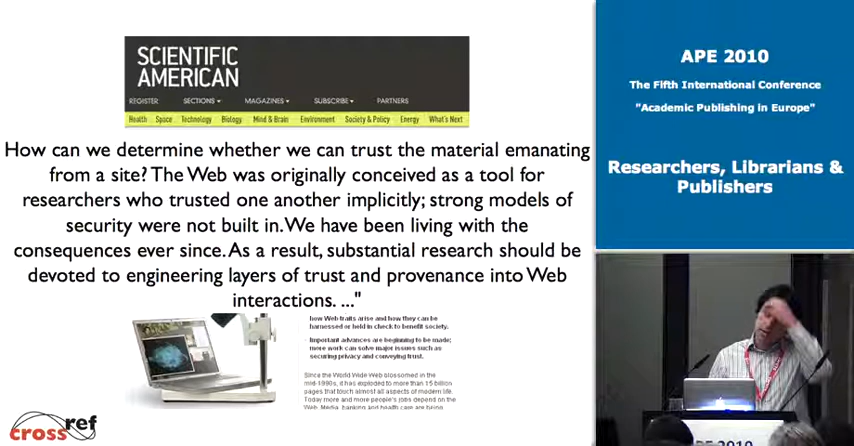 SCIENTIFIC
AMERICAN
REGISTER SECTIONS MAGAZINES SUBSCRIBE PARTNERS
Health Space Technology Biology Mind & Brain Environment Society & Policy Energy What's Next
How can we determine whether we can trust the material emanating
from a site? The Web was originally conceived as a tool for
researchers who trusted one another implicitly; strong models of
security were not built in. We have been living with the
consequences ever since. As a result, substantial research should be
devoted to engineering layers of trust and provenance into Web
interactions. ..."
how Web traits arise and how they can be
harnessed or held in check to benefit society.
Important advances are beginning to be made;
more work can solve major issues such as
securing privacy and conveying trust.
Since the World Wide Web blossomed in the
mid-1990s, it has exploded to more than 15 billion
pages that touch almost all aspects of modern life.
Today more and more people's jobs depend on the
Web. Media, banking and health care are being
crossref
APE 2010
The Fifth International Conference
"Academic Publishing in Europe"
Researchers, Librarians &
Publishers
APE 2010